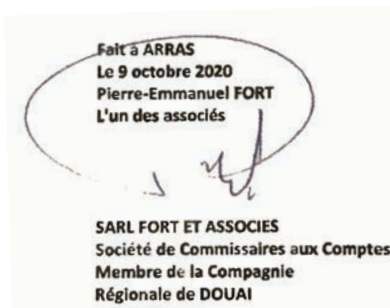 Fait à ARRAS
Le 9 octobre 2020
Pierre-Emmanuel FORT
L'un des associés
SARL FORT ET ASSOCIES
Société de Commissaires aux Comptes
Membre de la Compagnie
Régionale de DOUAI